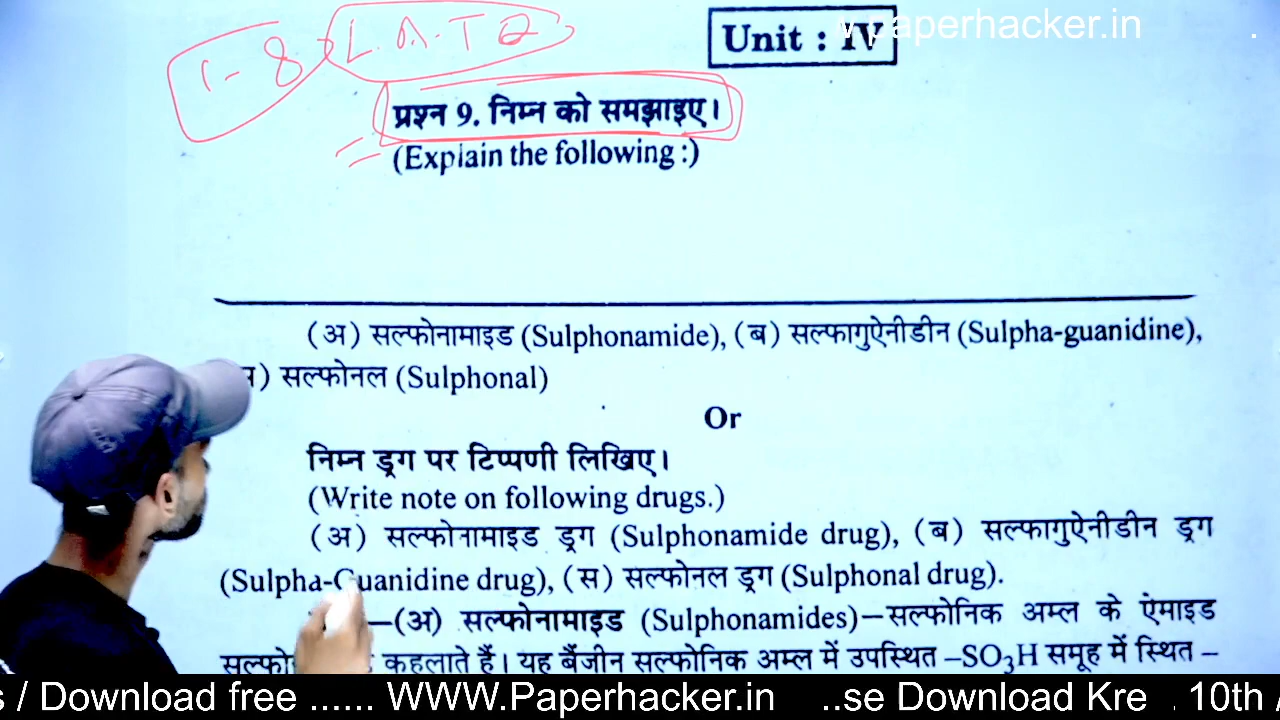 1-8 L.A.T Q
Unit : IV
.paperhacker.in .
प्रश्न 9. निम्न को समझाइए।
(Explain the following :)
(अ) सल्फोनामाइड (Sulphonamide), (ब) सल्फागुऐनीडीन (Sulpha-guanidine),
) सल्फोनल (Sulphonal)
Or
निम्न ड्रग पर टिप्पणी लिखिए।
(Write note on following drugs.)
(अ) सल्फोनामाइड ड्रग (Sulphonamide drug), (ब) सल्फागुऐनीडीन ड्रग
(Sulpha-Guanidine drug), (स) सल्फोनल ड्रग (Sulphonal drug).
—(अ) सल्फोनामाइड (Sulphonamides)—सल्फोनिक अम्ल के ऐमाइड
कहलाते हैं। यह बैंजीन सल्फोनिक अम्ल में उपस्थित –SO₃H समूह में स्थित –
s / Download free ...... WWW.Paperhacker.in ..se Download Kre . 10th